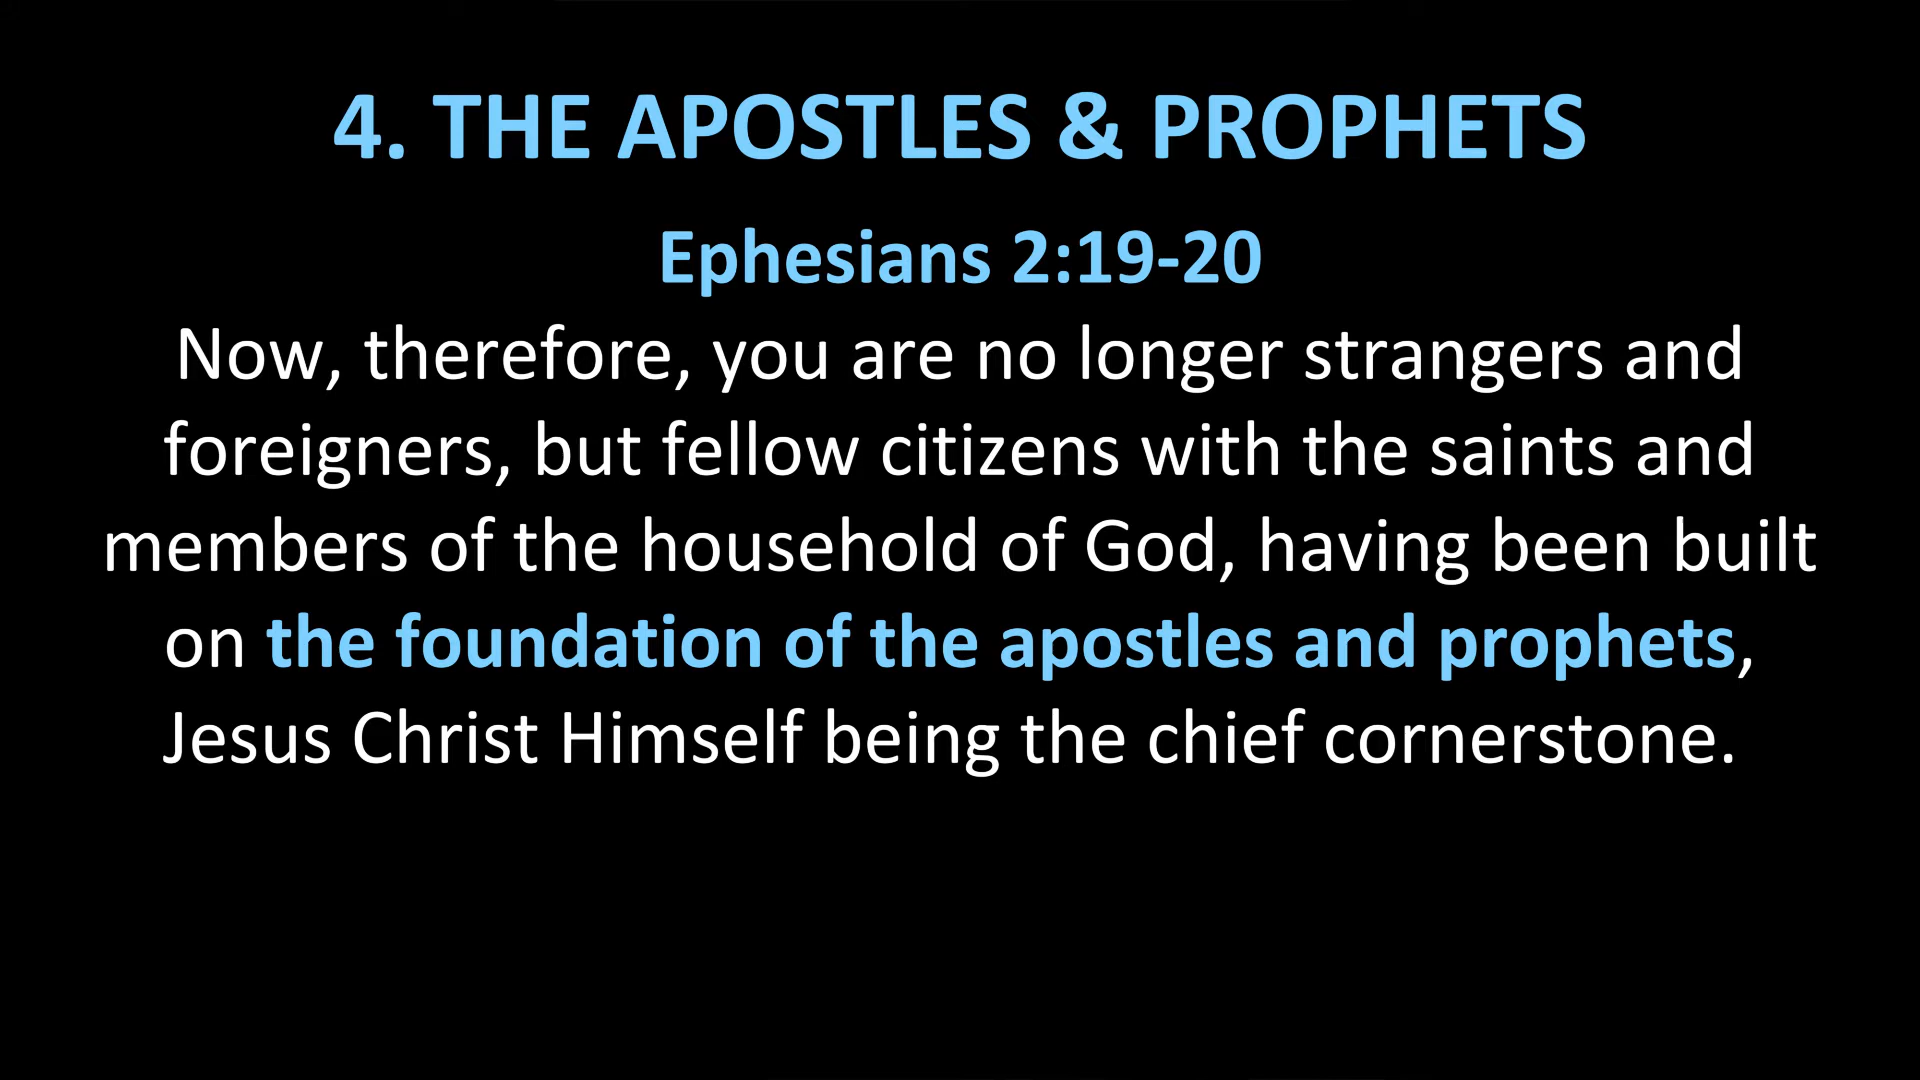 4. THE APOSTLES & PROPHETS
Ephesians 2:19-20
Now, therefore, you are no longer strangers and
foreigners, but fellow citizens with the saints and
members of the household of God, having been built
on the foundation of the apostles and prophets,
Jesus Christ Himself being the chief cornerstone.